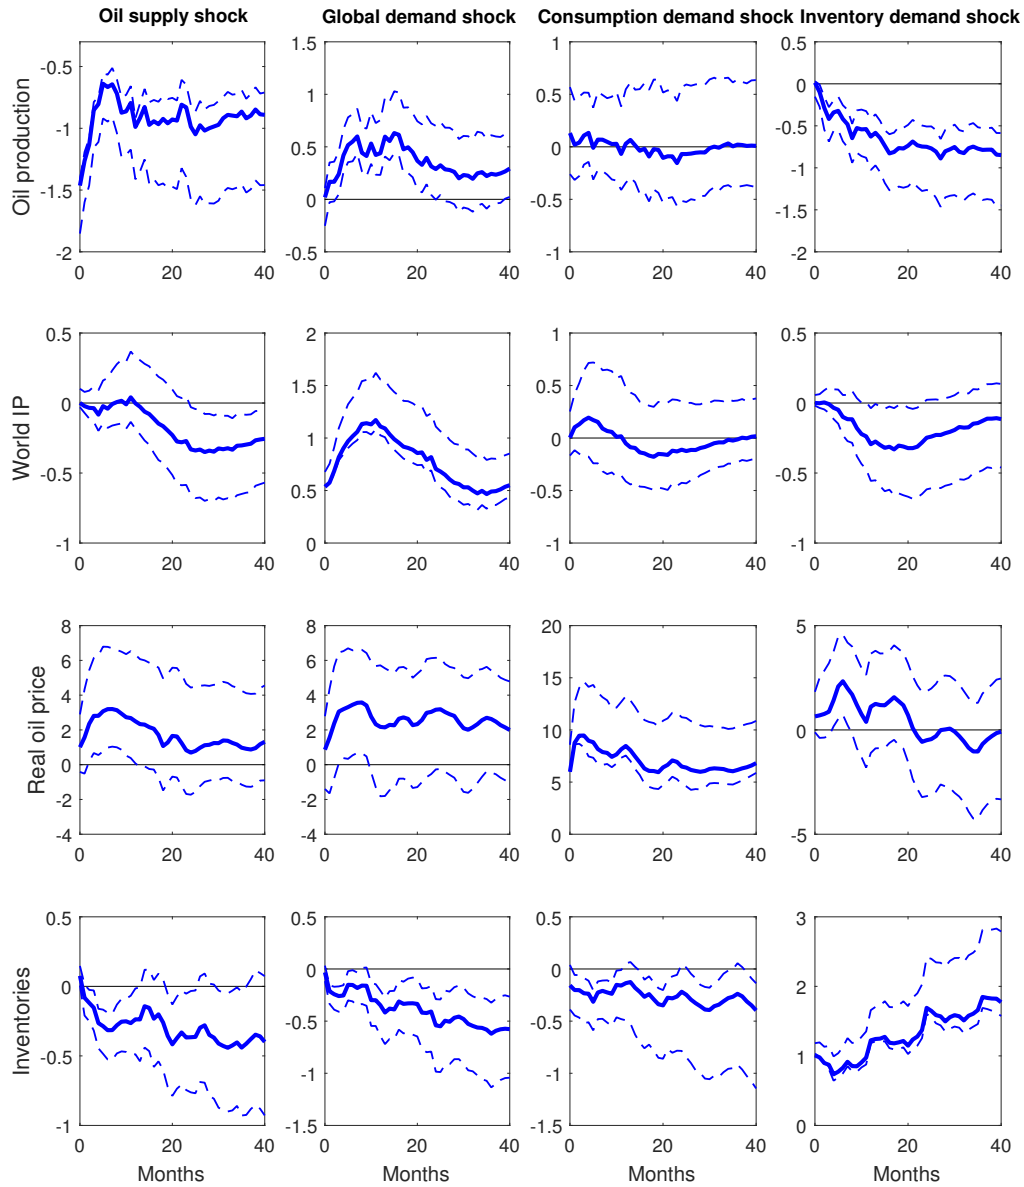 Oil supply shock Global demand shock Consumption demand shock Inventory demand shock
Oil production
-0.5 -1 -1.5 -2
0 20 40
1.5 1 0.5 0 -0.5
0 20 40
1 0.5 0 -0.5 -1
0 20 40
0.5 0 -0.5 -1 -1.5 -2
0 20 40
World IP
0.5 0 -0.5 -1
0 20 40
2 1.5 1 0.5 0
0 20 40
1 0.5 0 -0.5 -1
0 20 40
0.5 0 -0.5 -1
0 20 40
Real oil price
8 6 4 2 0 -2 -4
0 20 40
8 6 4 2 0 -2 -4
0 20 40
20 15 10 5 0
0 20 40
5 0 -5
0 20 40
Inventories
0.5 0 -0.5 -1
0 20 40
Months
0.5 0 -0.5 -1 -1.5
0 20 40
Months
0.5 0 -0.5 -1 -1.5
0 20 40
Months
3 2 1 0
0 20 40
Months